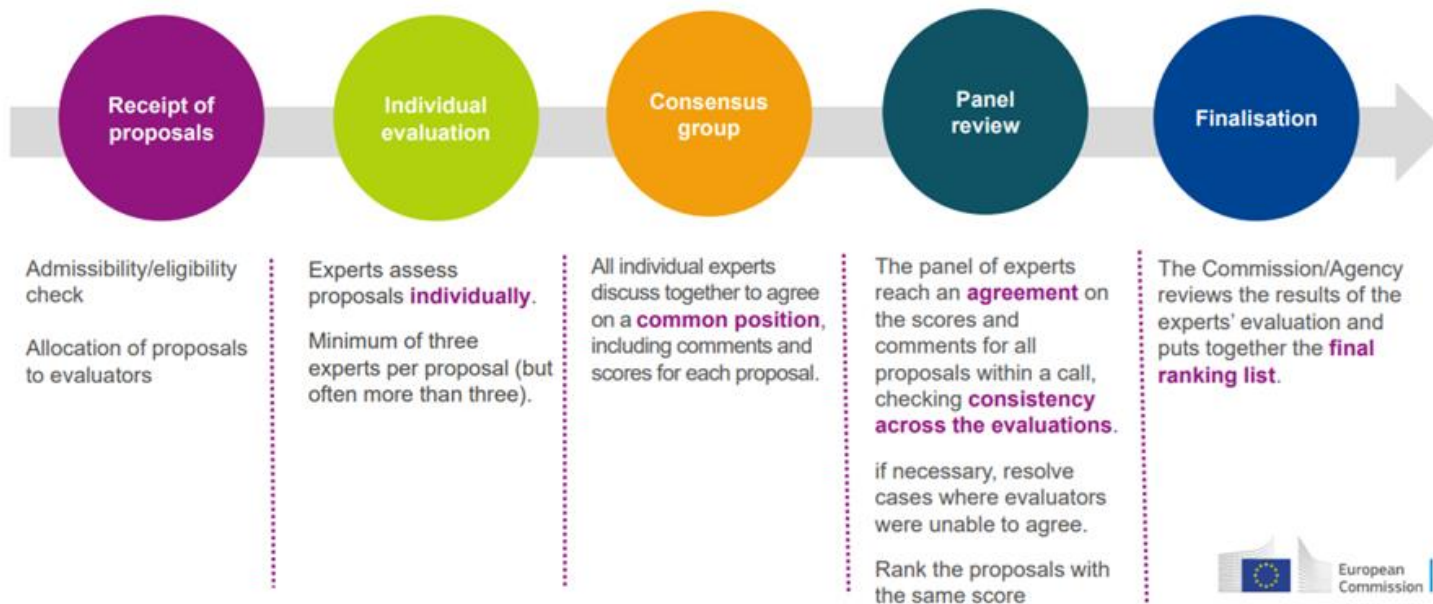 Receipt of
proposals
Individual
evaluation
Consensus
group
Panel
review
Finalisation
Admissibility/eligibility
check
Allocation of proposals
to evaluators
Experts assess
proposals individually.
Minimum of three
experts per proposal (but
often more than three).
All individual experts
discuss together to agree
on a common position,
including comments and
scores for each proposal.
The panel of experts
reach an agreement on
the scores and
comments for all
proposals within a call,
checking consistency
across the evaluations.
if necessary, resolve
cases where evaluators
were unable to agree.
Rank the proposals with
the same score
The Commission/Agency
reviews the results of the
experts' evaluation and
puts together the final
ranking list.
European
Commission